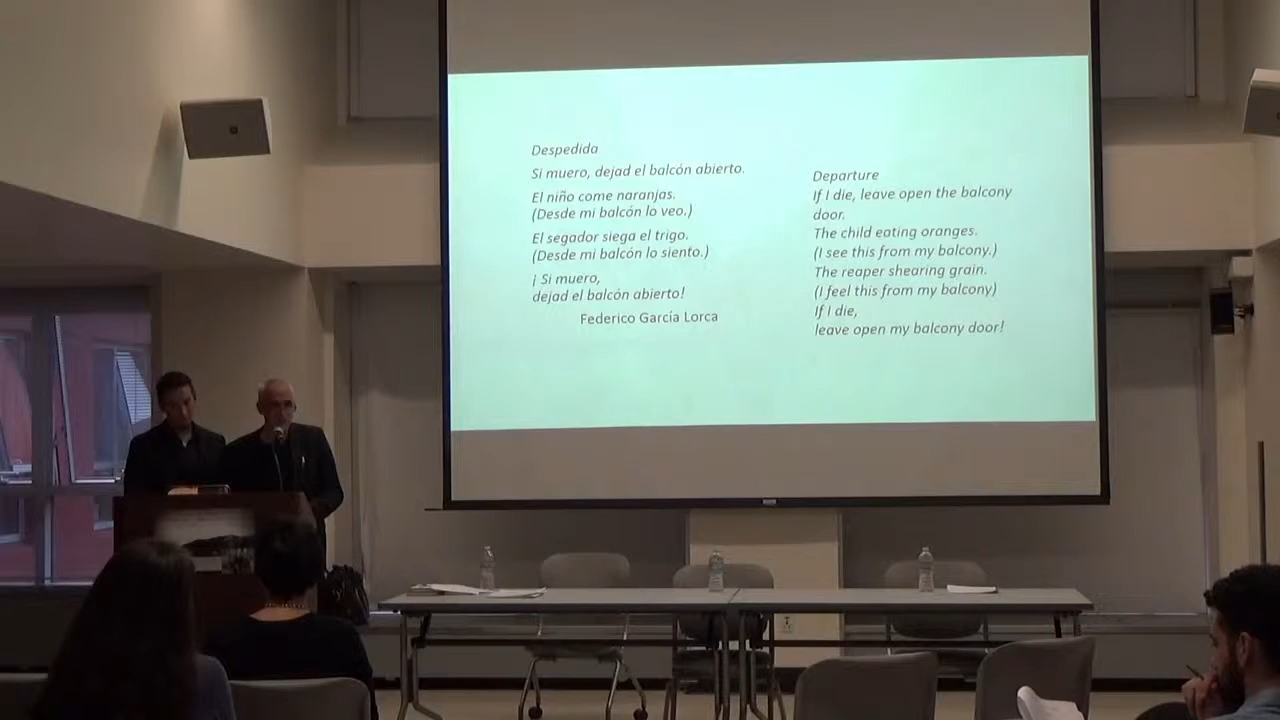 Despedida
Si muero, dejad el balcón abierto.
El niño come naranjas.
(Desde mi balcón lo veo.)
El segador siega el trigo.
(Desde mi balcón lo siento.)
¡ Si muero,
dejad el balcón abierto!
Federico García Lorca
Departure
If I die, leave open the balcony
door.
The child eating oranges.
(I see this from my balcony.)
The reaper shearing grain.
(I feel this from my balcony)
If I die,
leave open my balcony door!